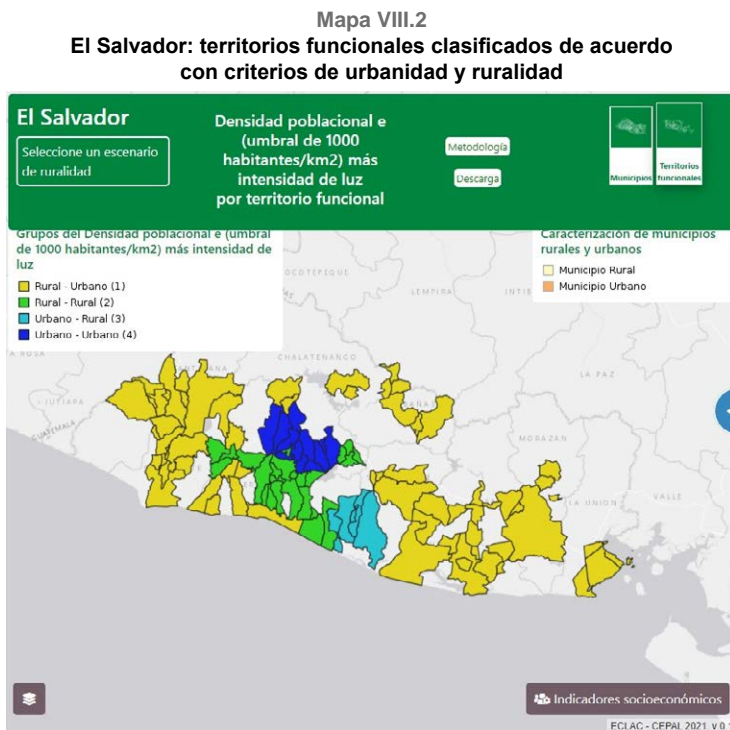 Mapa VIII.2
El Salvador: territorios funcionales clasificados de acuerdo
con criterios de urbanidad y ruralidad
El Salvador
Seleccione un escenario
de ruralidad
Densidad poblacional e
(umbral de 1000
habitantes/km2) más
intensidad de luz
por territorio funcional
Metodología
Descarga
Municipios
Territorios
funcionales
Grupos del Densidad poblacional e (umbral
de 1000 habitantes/km2) más intensidad de
luz
Rural - Urbano (1)
Rural - Rural (2)
Urbano - Rural (3)
Urbano - Urbano (4)
Caracterización de municipios
rurales y urbanos
Municipio Rural
Municipio Urbano
OCOTEPEQUE
LEMPIRA
INTIB
CHALATENANGO
LA PAZ
JUTIAPA
GUATEMALA
MORAZAN
LA UNION
VALLE
Indicadores socioeconómicos
ECLAC - CEPAL 2021. v 0.